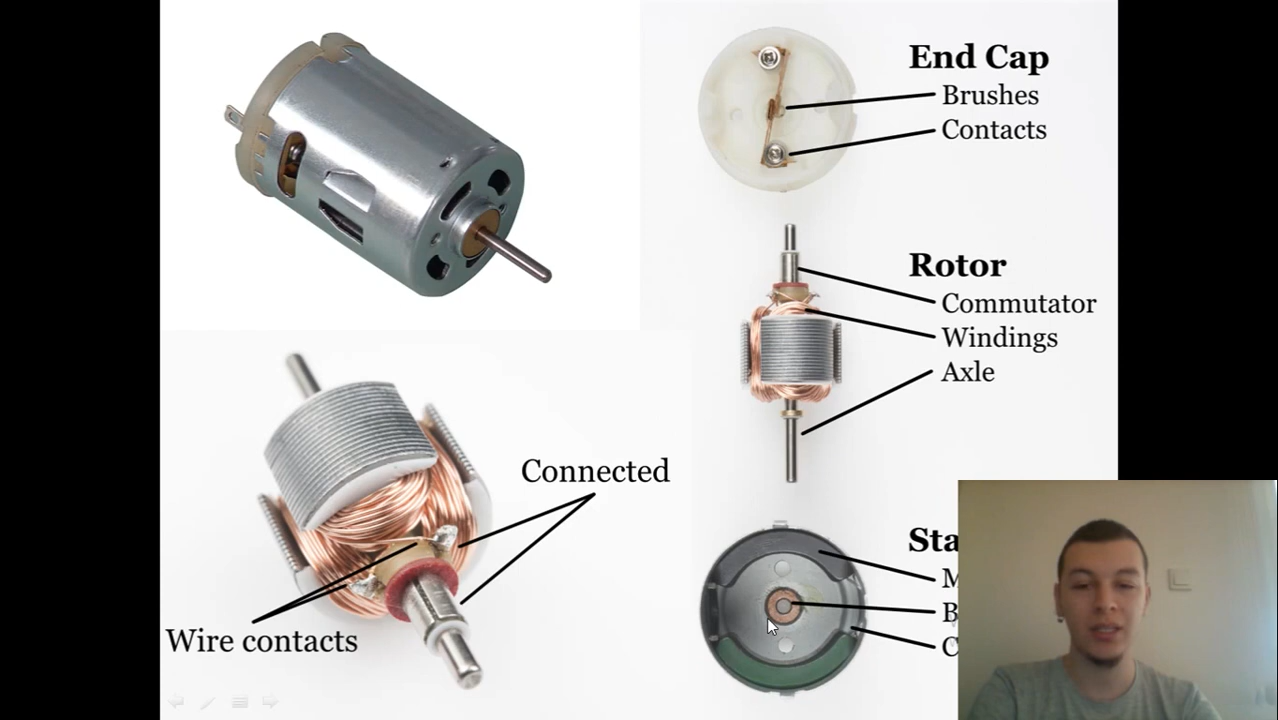 End Cap
Brushes
Contacts
Rotor
Commutator
Windings
Axle
Connected
Wire contacts
Sta
M
B
C